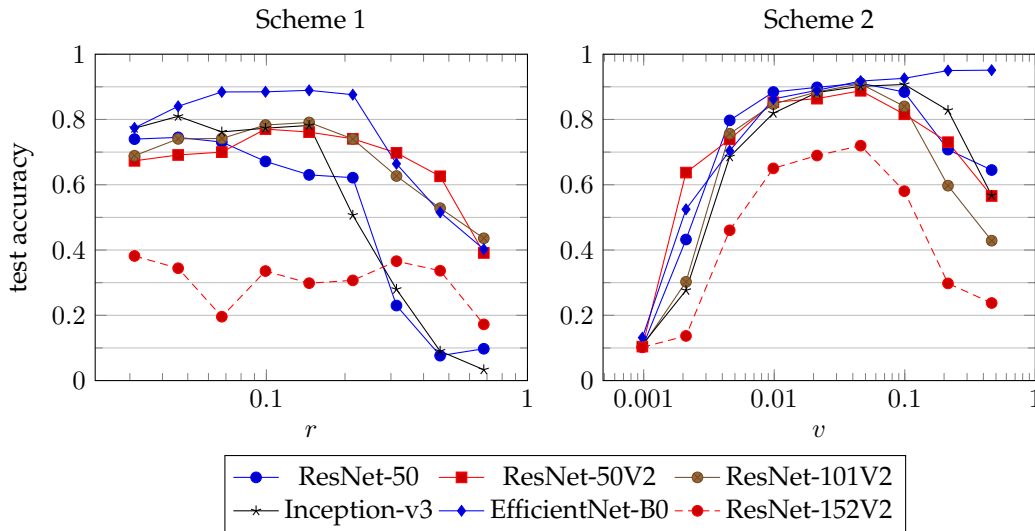 Scheme 1
Scheme 2
test accuracy
1
0.8
0.6
0.4
0.2
0
0.1
1
r
1
0.8
0.6
0.4
0.2
0
0.001
0.01
0.1
1
v
ResNet-50
ResNet-50V2
ResNet-101V2
Inception-v3
EfficientNet-B0
ResNet-152V2